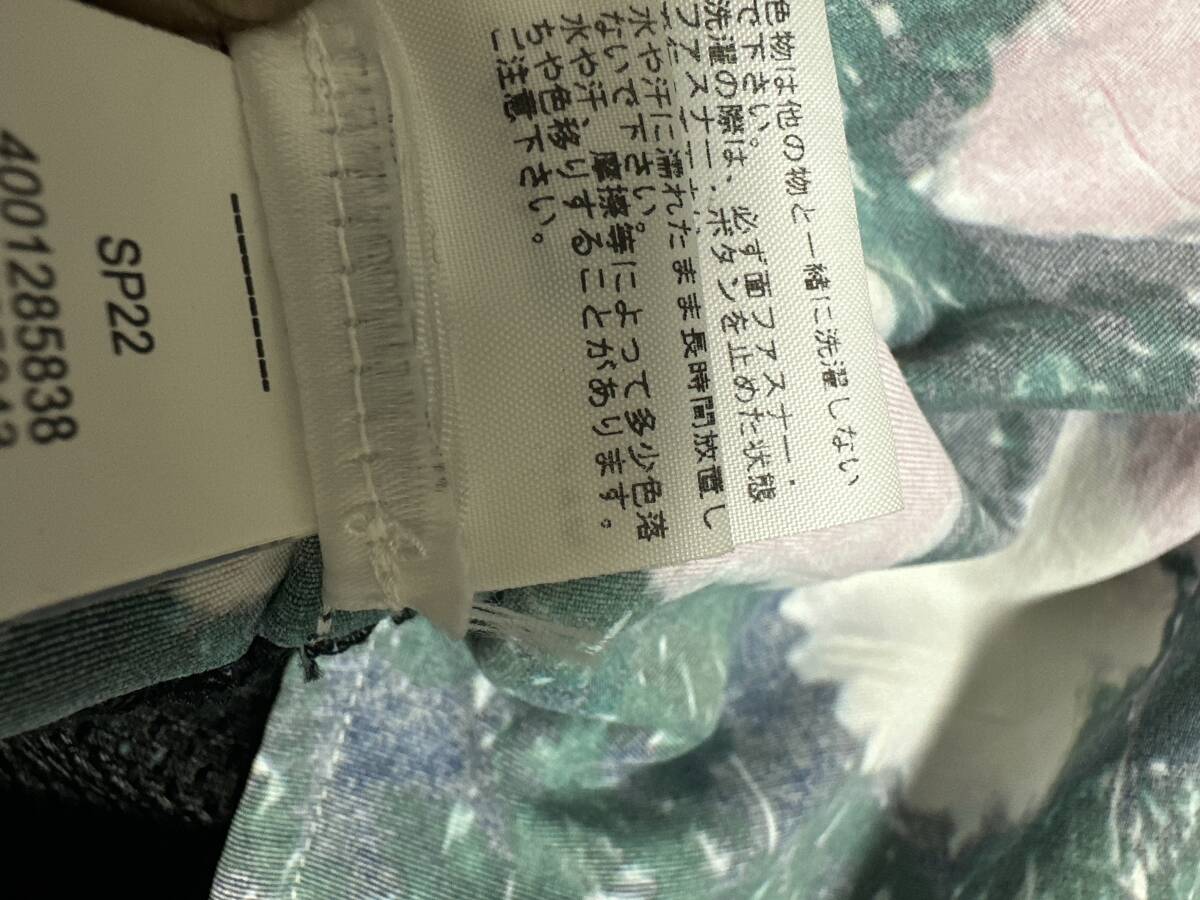 色物は他の物と一緒に洗濯しない
で下さい。
洗濯の際は、必ず面ファスナー・
ファスナー・ボタンを止めた状態
水や汗に濡れたまま長時間放置し
ないで下さい。
水や汗、摩擦等によって多少色落
ちや色移りすることがあります。
ご注意下さい。
SP22
4001285838